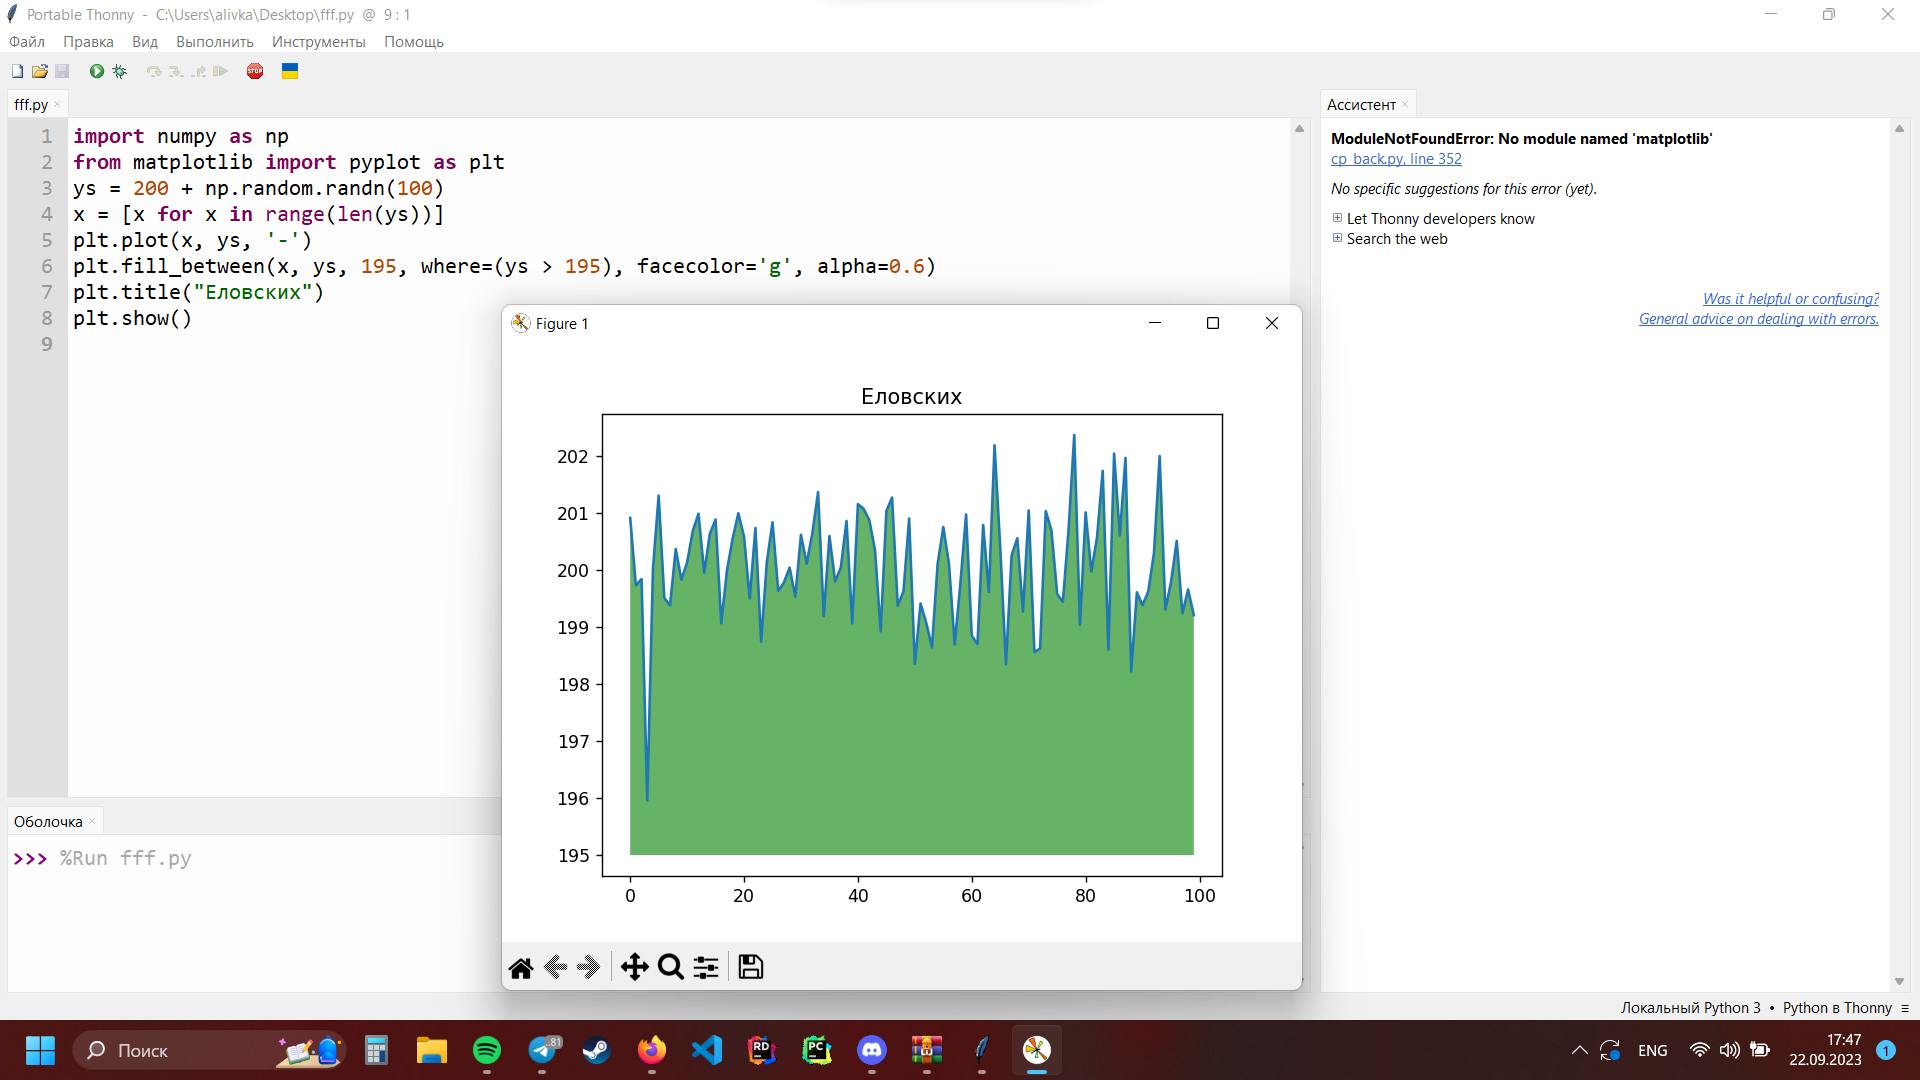 Portable Thonny - C:\Users\alivka\Desktop\fff.py @ 9 : 1
Файл Правка Вид Выполнить Инструменты Помощь
STOP
fff.py
1 import numpy as np
2 from matplotlib import pyplot as plt
3 ys = 200 + np.random.randn(100)
4 x = [x for x in range(len(ys))]
5 plt.plot(x, ys, '-')
6 plt.fill_between(x, ys, 195, where=(ys > 195), facecolor='g', alpha=0.6)
7 plt.title("Еловских")
8 plt.show()
9
Ассистент
ModuleNotFoundError: No module named 'matplotlib'
cp_back.py, line 352
No specific suggestions for this error (yet).
Let Thonny developers know
Search the web
Was it helpful or confusing?
General advice on dealing with errors.
Figure 1
Еловских
202
201
200
199
198
197
196
195
0 20 40 60 80 100
Оболочка
>>> %Run fff.py
Локальный Python 3 • Python в Thonny ≡
Поиск
81
RD
PC
ENG
17:47
22.09.2023
1